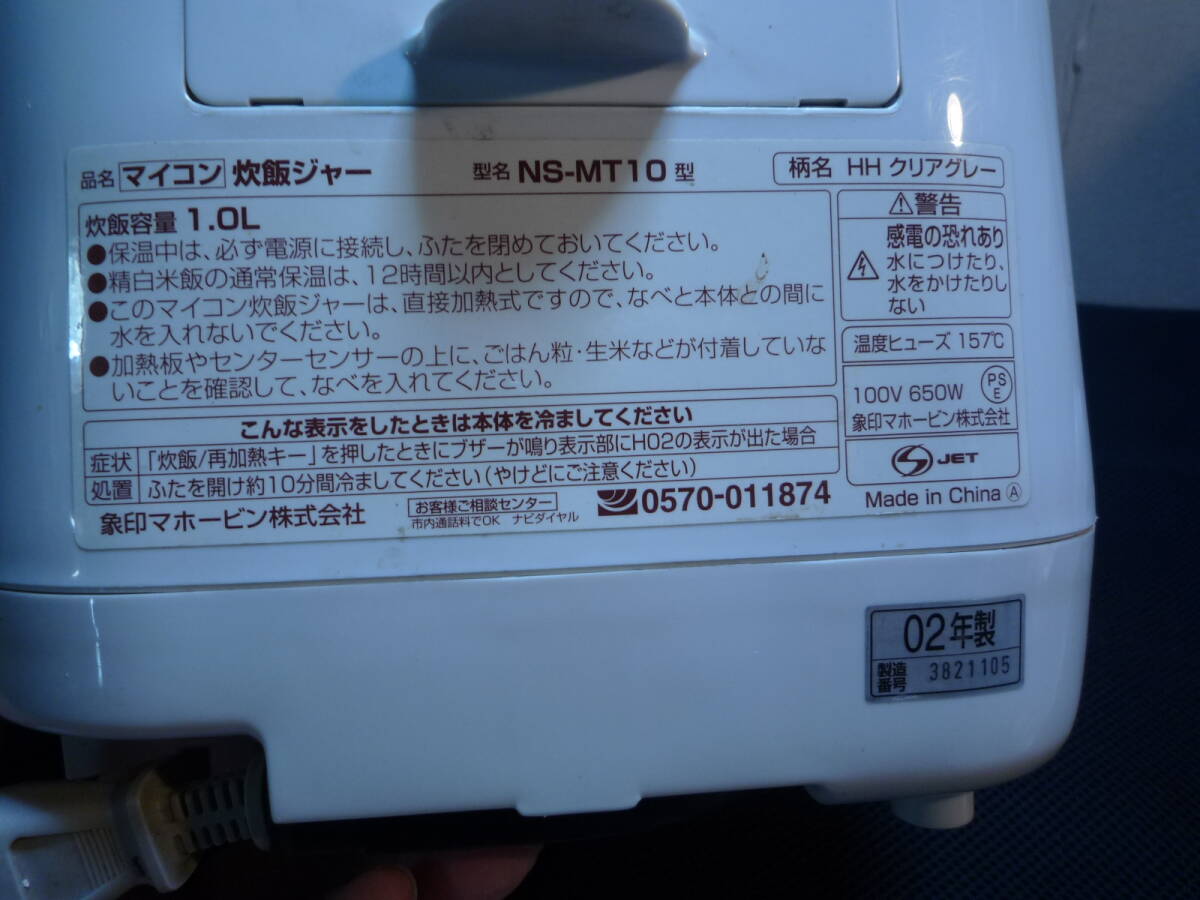 品名 マイコン 炊飯ジャー 型名 NS-MT10 型 柄名 HH クリアグレー
炊飯容量 1.0L
●保温中は、必ず電源に接続し、ふたを閉めておいてください。
●精白米飯の通常保温は、12時間以内としてください。
●このマイコン炊飯ジャーは、直接加熱式ですので、なべと本体との間に
水を入れないでください。
●加熱板やセンターセンサーの上に、ごはん粒・生米などが付着していな
いことを確認して、なべを入れてください。
こんな表示をしたときは本体を冷ましてください
症状 「炊飯/再加熱キー」を押したときにブザーが鳴り表示部にH02の表示が出た場合
処置 ふたを開け約10分間冷ましてください(やけどにご注意ください)
象印マホービン株式会社
お客様ご相談センター
市内通話料でOK ナビダイヤル
0570-011874
⚠警告
感電の恐れあり
水につけたり、
水をかけたりし
ない
温度ヒューズ 157℃
100V 650W PSE
象印マホービン株式会社
S JET
Made in China Ⓐ
02年製
製造番号 3821105